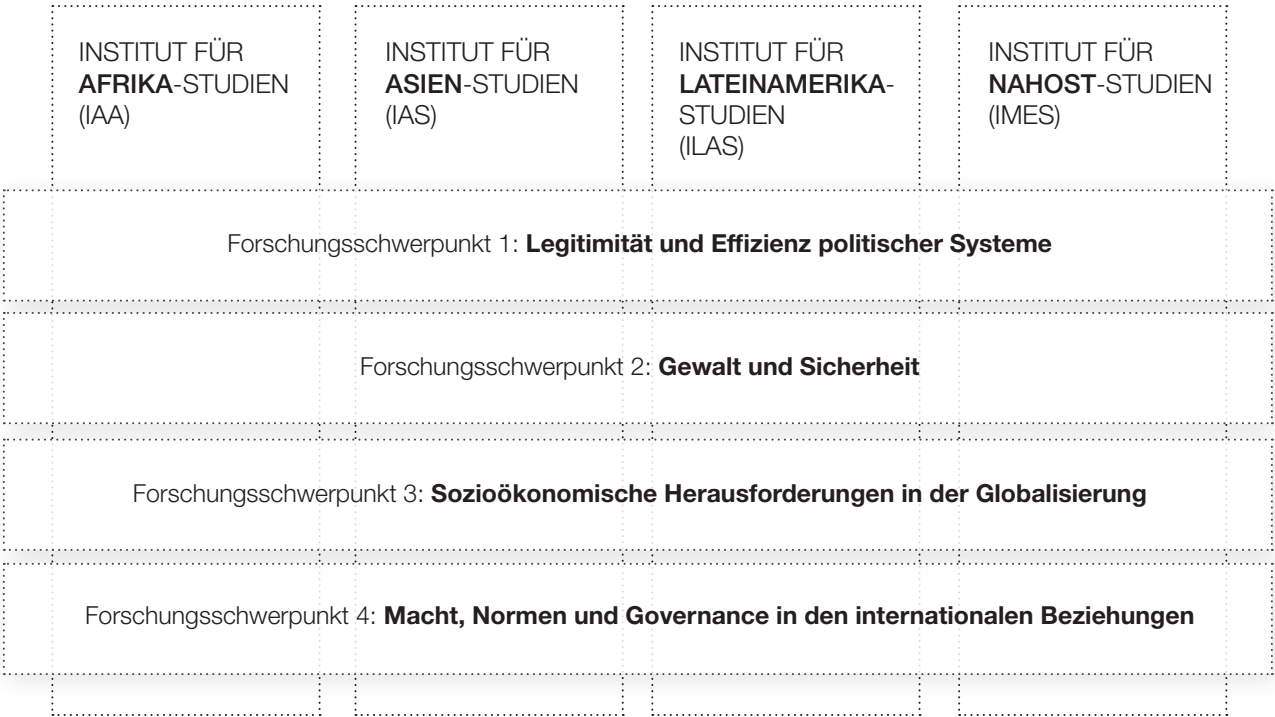 INSTITUT FÜR
AFRIKA-STUDIEN
(IAA)
INSTITUT FÜR
ASIEN-STUDIEN
(IAS)
INSTITUT FÜR
LATEINAMERIKA-
STUDIEN
(ILAS)
INSTITUT FÜR
NAHOST-STUDIEN
(IMES)
Forschungsschwerpunkt 1: Legitimität und Effizienz politischer Systeme
Forschungsschwerpunkt 2: Gewalt und Sicherheit
Forschungsschwerpunkt 3: Sozioökonomische Herausforderungen in der Globalisierung
Forschungsschwerpunkt 4: Macht, Normen und Governance in den internationalen Beziehungen